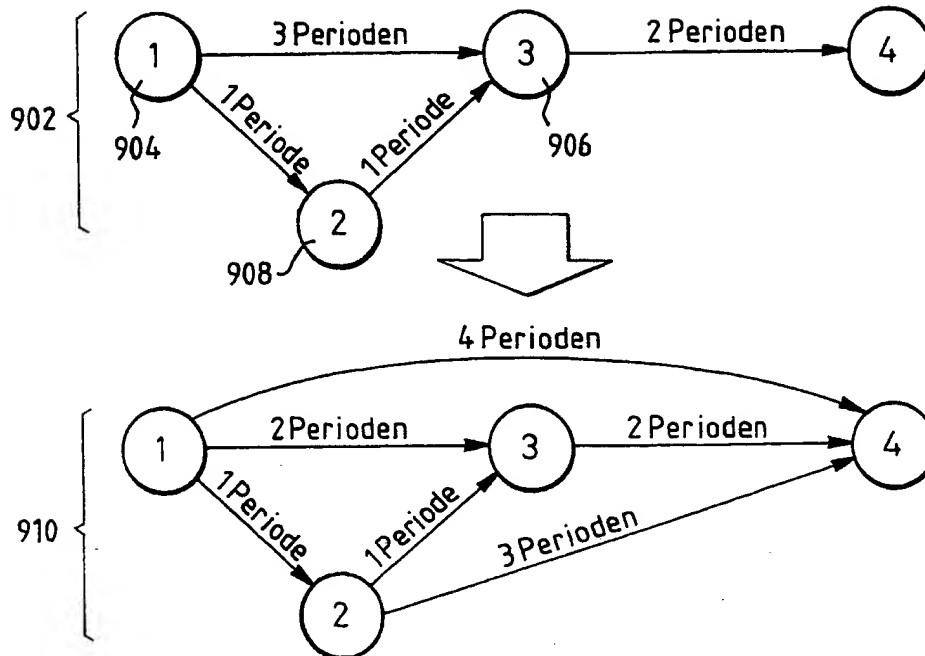 3 Perioden
2 Perioden
1
3
4
902
904
1 Periode
1 Periode
906
2
908
4 Perioden
1
2 Perioden
3
2 Perioden
4
910
1 Periode
1 Periode
3 Perioden
2